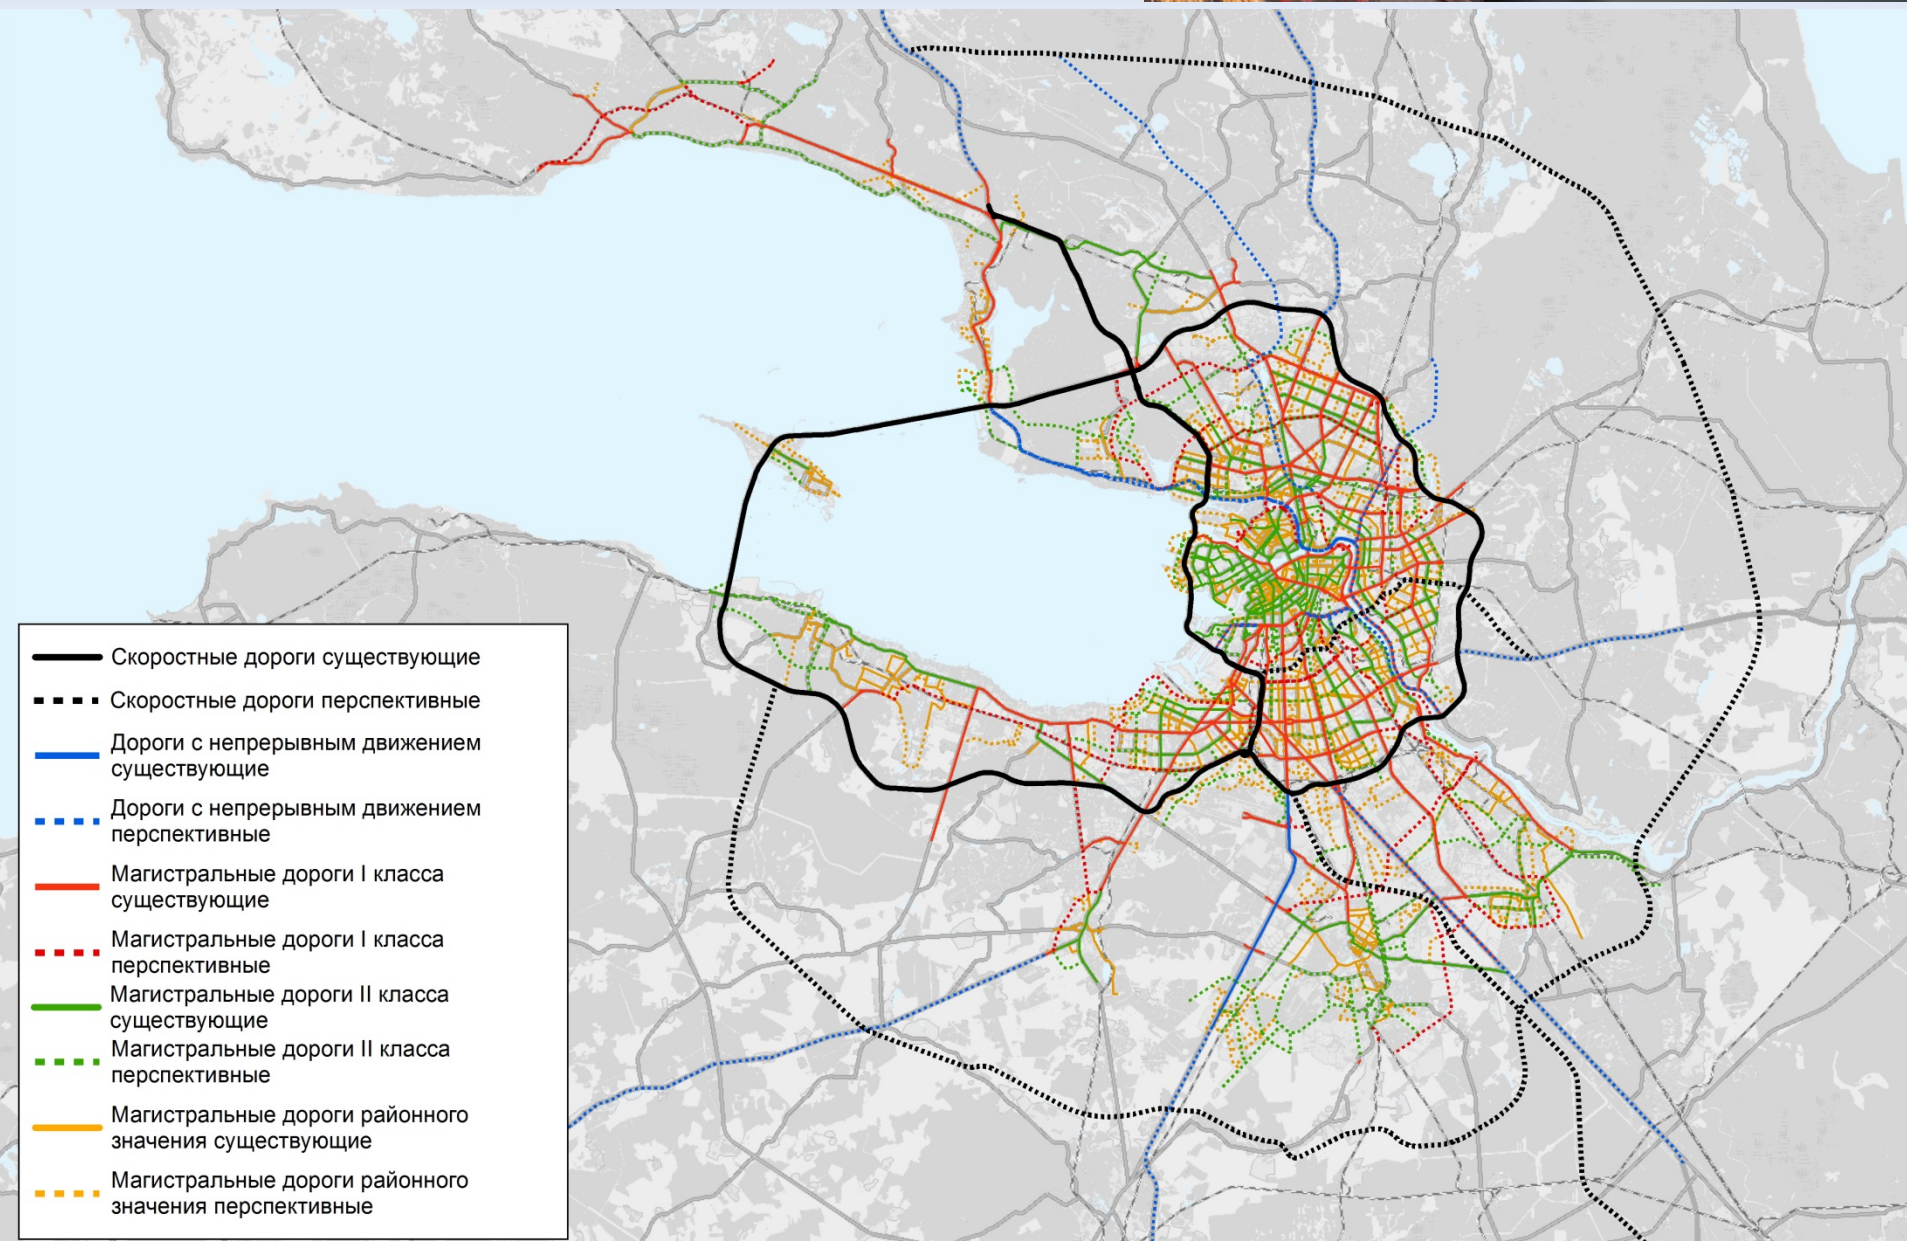 Скоростные дороги существующие
Скоростные дороги перспективные
Дороги с непрерывным движением
существующие
Дороги с непрерывным движением
перспективные
Магистральные дороги I класса
существующие
Магистральные дороги I класса
перспективные
Магистральные дороги II класса
существующие
Магистральные дороги II класса
перспективные
Магистральные дороги районного
значения существующие
Магистральные дороги районного
значения перспективные